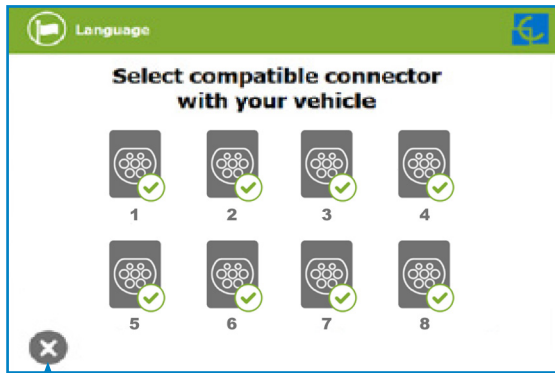 Language
Select compatible connector
with your vehicle
1 2 3 4
5 6 7 8